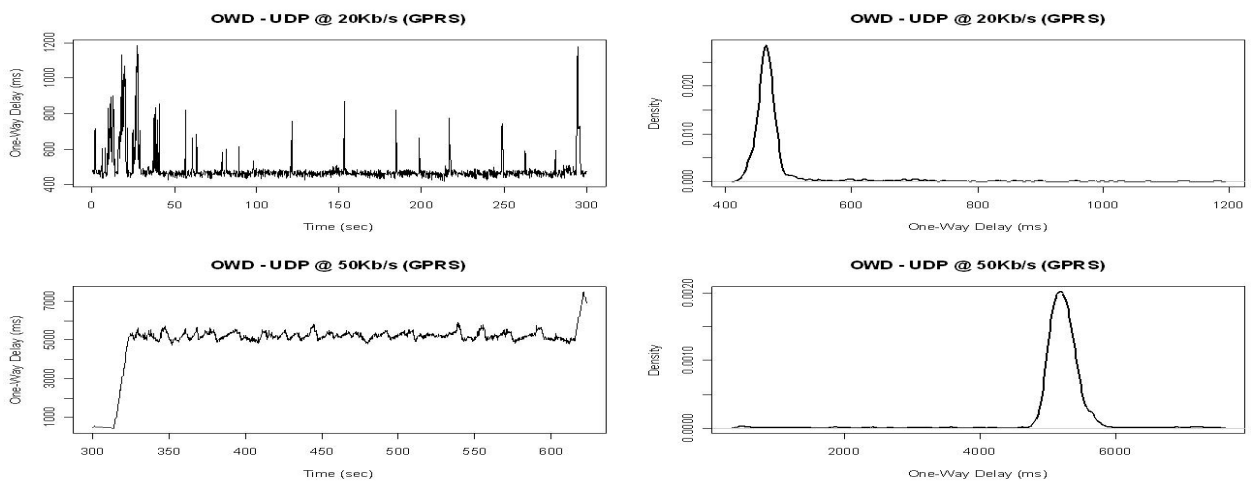 OWD - UDP @ 20Kb/s (GPRS)
One-Way Delay (ms)
1200
1000
800
600
400
0 50 100 150 200 250 300
Time (sec)
OWD - UDP @ 20Kb/s (GPRS)
Density
0.020
0.010
0.000
400 600 800 1000 1200
One-Way Delay (ms)
OWD - UDP @ 50Kb/s (GPRS)
One-Way Delay (ms)
7000
5000
3000
1000
300 350 400 450 500 550 600
Time (sec)
OWD - UDP @ 50Kb/s (GPRS)
Density
0.0020
0.0010
0.0000
2000 4000 6000
One-Way Delay (ms)